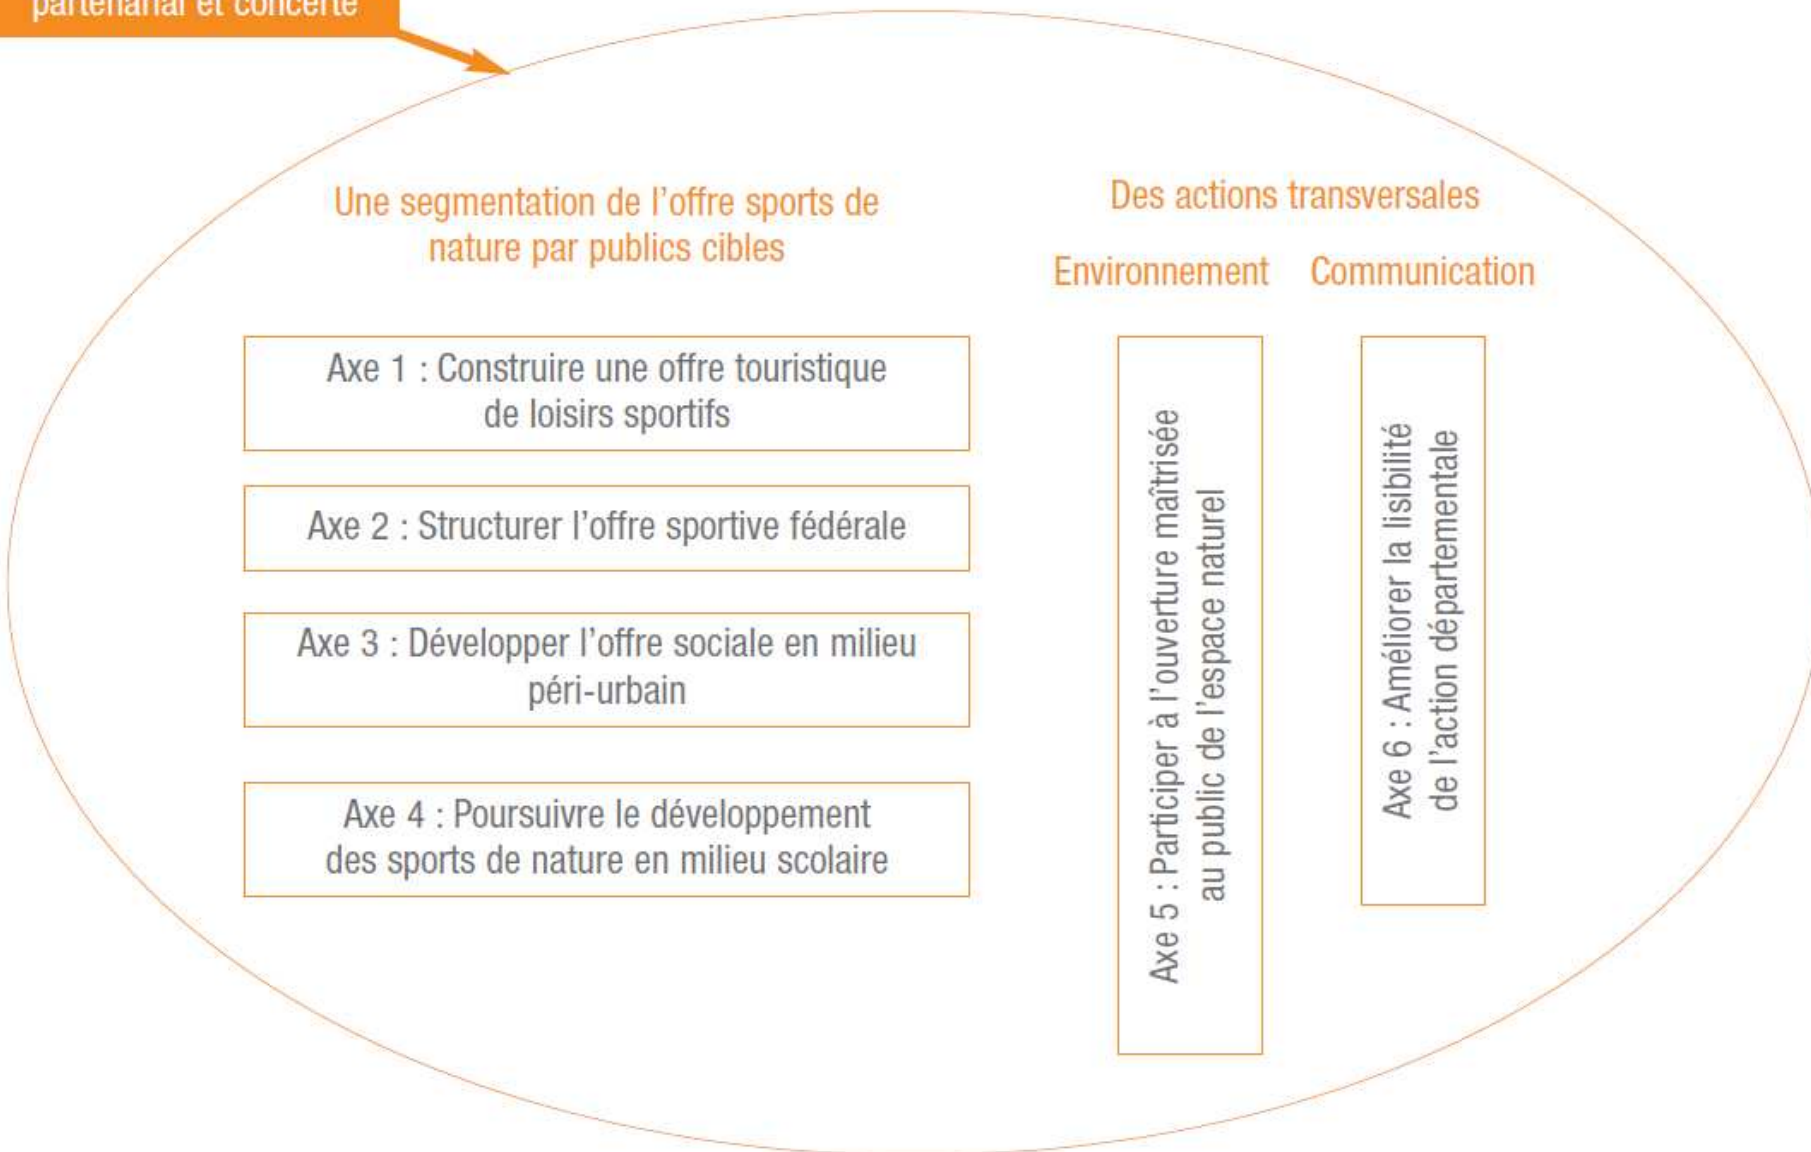 partenarial et concerté
Une segmentation de l'offre sports de
nature par publics cibles
Axe 1 : Construire une offre touristique
de loisirs sportifs
Axe 2 : Structurer l'offre sportive fédérale
Axe 3 : Développer l'offre sociale en milieu
péri-urbain
Axe 4 : Poursuivre le développement
des sports de nature en milieu scolaire
Des actions transversales
Environnement
Communication
Axe 5 : Participer à l'ouverture maîtrisée
au public de l'espace naturel
Axe 6 : Améliorer la lisibilité
de l'action départementale